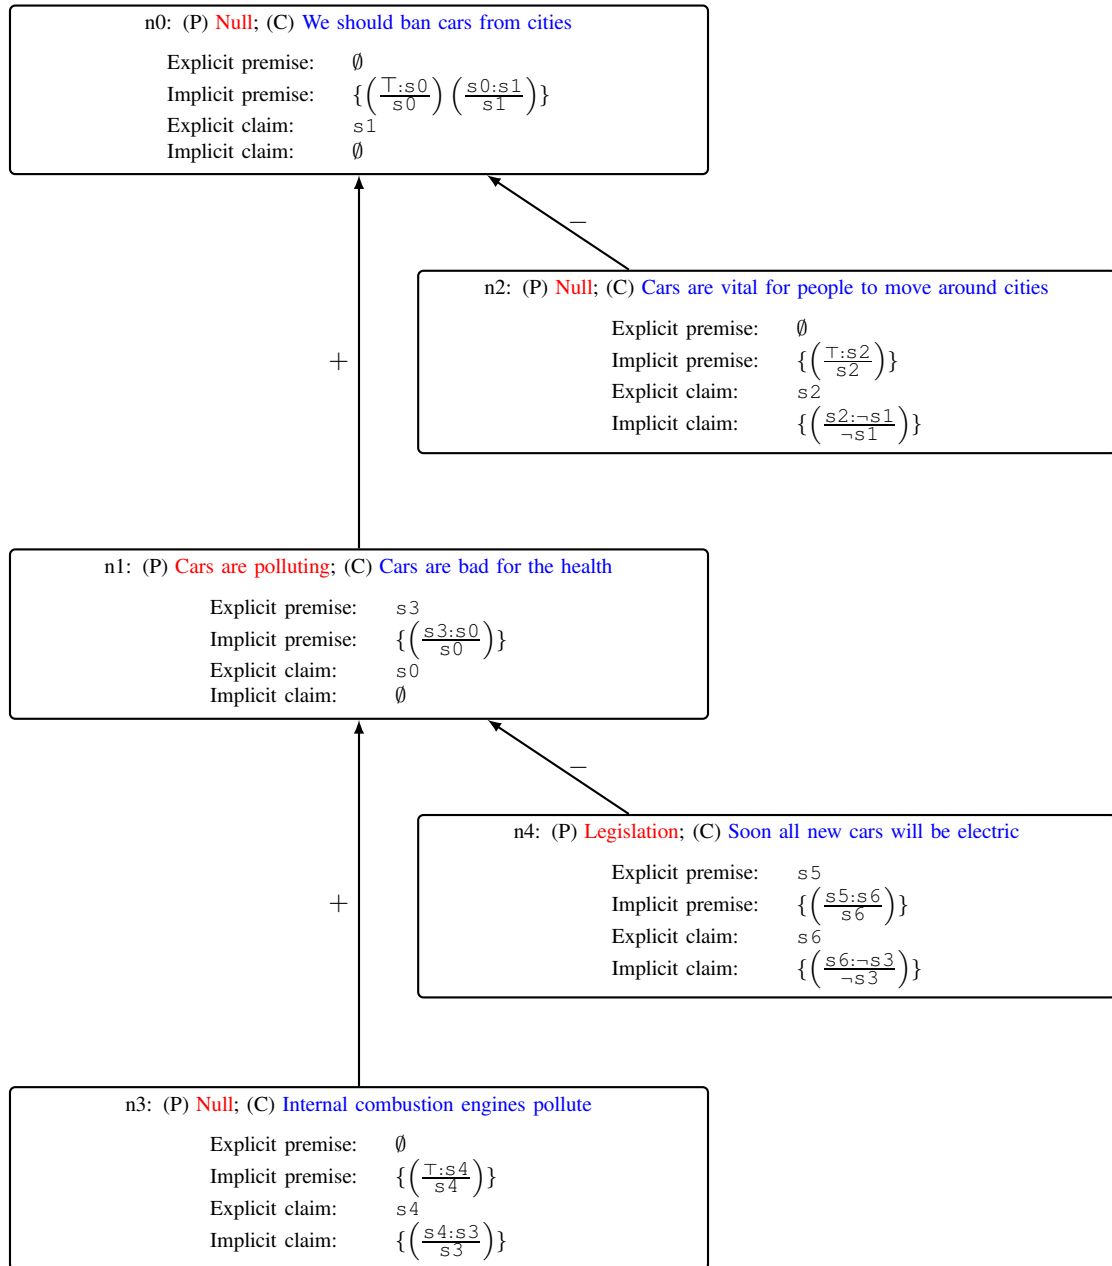 n0: (P) Null; (C) We should ban cars from cities
Explicit premise: ∅
Implicit premise: {(⊤:s0/s0) (s0:s1/s1)}
Explicit claim: s1
Implicit claim: ∅
−
n2: (P) Null; (C) Cars are vital for people to move around cities
Explicit premise: ∅
Implicit premise: {(⊤:s2/s2)}
Explicit claim: s2
Implicit claim: {(s2:¬s1/¬s1)}
+
n1: (P) Cars are polluting; (C) Cars are bad for the health
Explicit premise: s3
Implicit premise: {(s3:s0/s0)}
Explicit claim: s0
Implicit claim: ∅
−
n4: (P) Legislation; (C) Soon all new cars will be electric
Explicit premise: s5
Implicit premise: {(s5:s6/s6)}
Explicit claim: s6
Implicit claim: {(s6:¬s3/¬s3)}
+
n3: (P) Null; (C) Internal combustion engines pollute
Explicit premise: ∅
Implicit premise: {(⊤:s4/s4)}
Explicit claim: s4
Implicit claim: {(s4:s3/s3)}